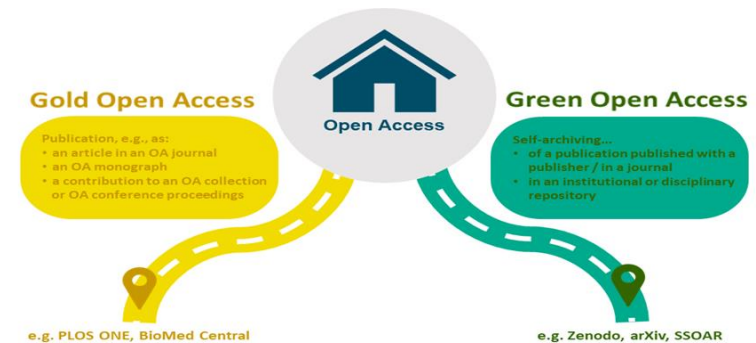 Open Access
Gold Open Access
Publication, e.g., as:
• an article in an OA journal
• an OA monograph
• a contribution to an OA collection
or OA conference proceedings
e.g. PLOS ONE, BioMed Central
Green Open Access
Self-archiving...
• of a publication published with a
publisher / in a journal
• in an institutional or disciplinary
repository
e.g. Zenodo, arXiv, SSOAR